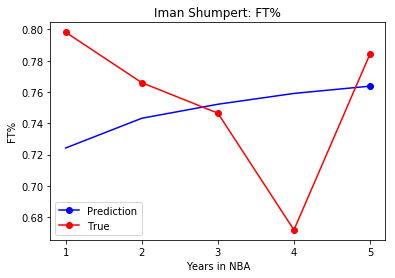 Iman Shumpert: FT%
FT%
0.80
0.78
0.76
0.74
0.72
0.70
0.68
Prediction
True
1 2 3 4 5
Years in NBA